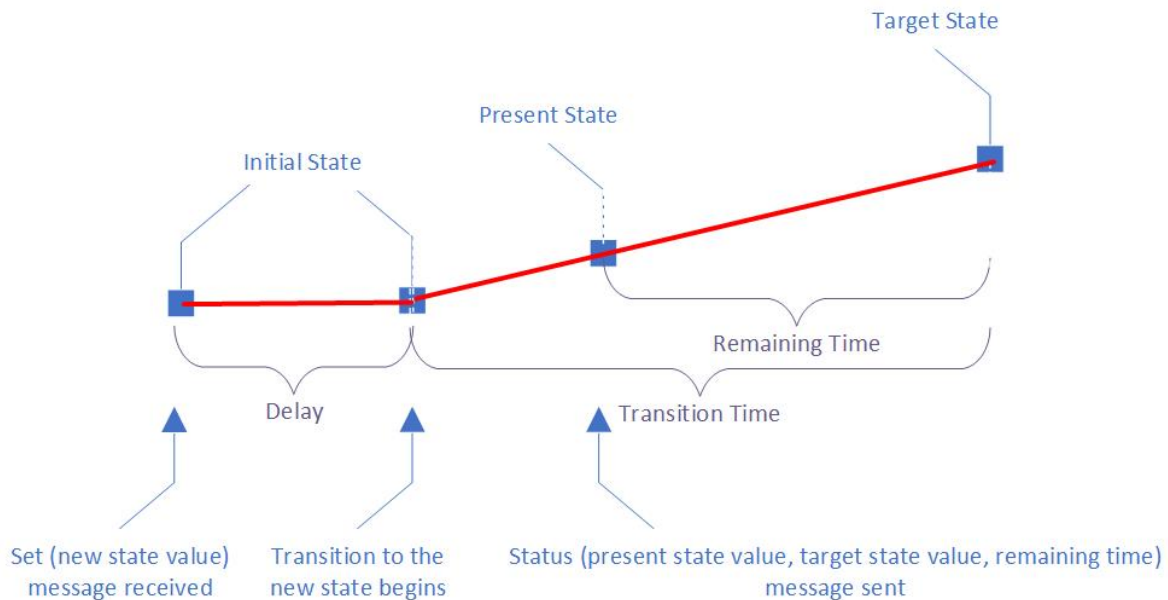 Target State
Present State
Initial State
Remaining Time
Delay
Transition Time
Set (new state value)
message received
Transition to the
new state begins
Status (present state value, target state value, remaining time)
message sent